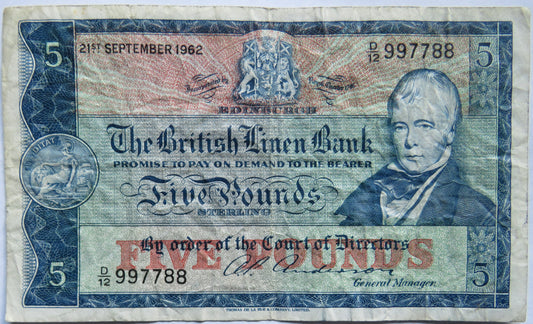 5 21ST SEPTEMBER 1962 D/12 997788 5
Incorporated by
EDINBURGH
The British Linen Bank
PROMISE TO PAY ON DEMAND TO THE BEARER
Five Pounds
STERLING
By order of the Court of Directors
FIVE POUNDS
5 D/12 997788 5
General Manager.
THOMAS DE LA RUE & COMPANY, LIMITED.